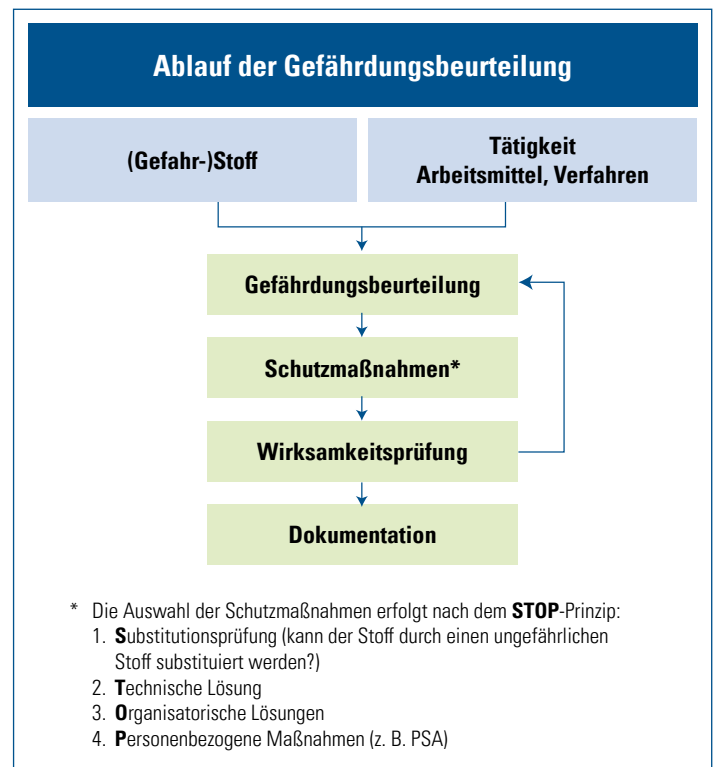 Ablauf der Gefährdungsbeurteilung
(Gefahr-)Stoff
Tätigkeit
Arbeitsmittel, Verfahren
Gefährdungsbeurteilung
Schutzmaßnahmen*
Wirksamkeitsprüfung
Dokumentation
* Die Auswahl der Schutzmaßnahmen erfolgt nach dem STOP-Prinzip:
1. Substitutionsprüfung (kann der Stoff durch einen ungefährlichen
Stoff substituiert werden?)
2. Technische Lösung
3. Organisatorische Lösungen
4. Personenbezogene Maßnahmen (z. B. PSA)